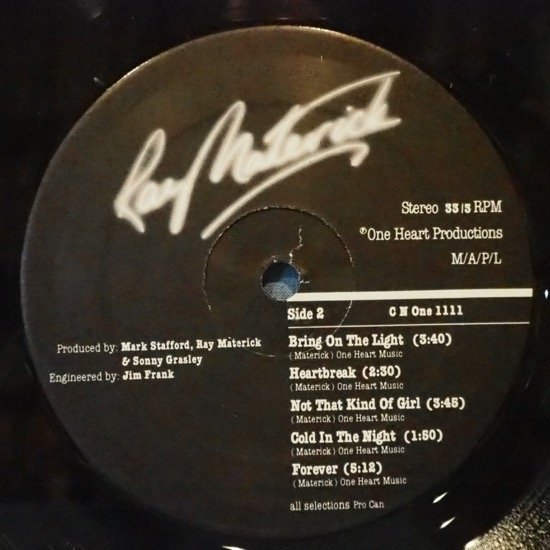 Ray Materick
Stereo 33/3 RPM
℗One Heart Productions
M/A/P/L
Side 2 C N One 1111
Produced by: Mark Stafford, Ray Materick
& Sonny Grasley
Engineered by: Jim Frank
Bring On The Light (3:40)
( Materick ) One Heart Music
Heartbreak (2:30)
( Materick ) One Heart Music
Not That Kind Of Girl (3:45)
( Materick ) One Heart Music
Cold In The Night (1:50)
( Materick ) One Heart Music
Forever (5:12)
( Materick ) One Heart Music
all selections Pro Can